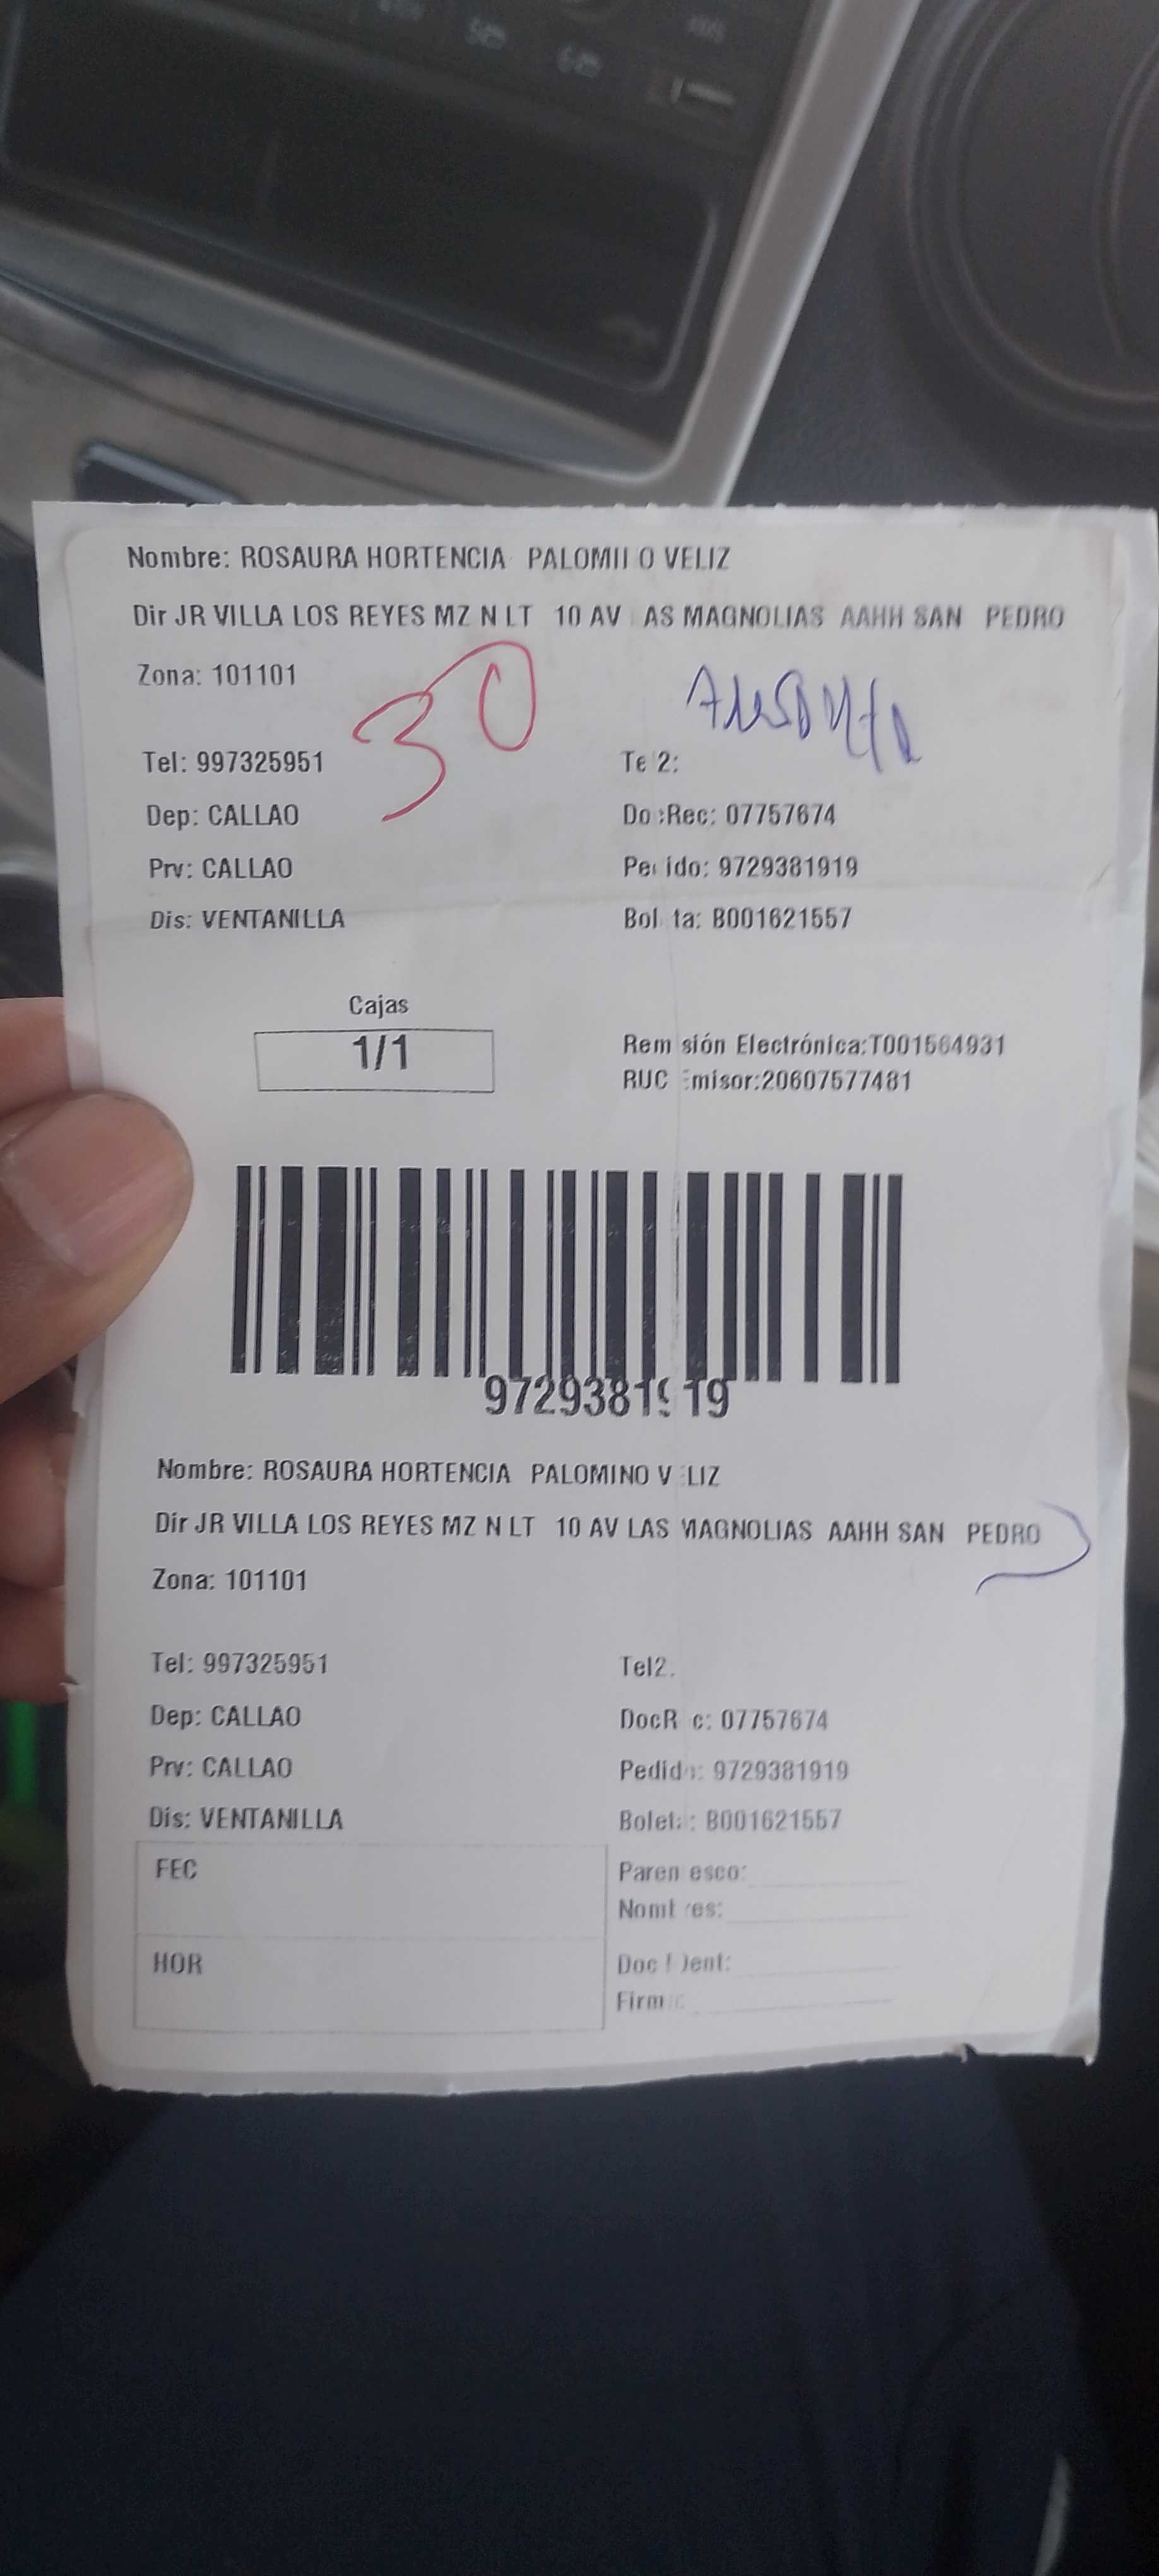 Nombre: ROSAURA HORTENCIA PALOMII O VELIZ
Dir JR VILLA LOS REYES MZ N LT 10 AV AS MAGNOLIAS AAHH SAN PEDRO
Zona: 101101
30
Tel: 997325951 Te 2:
Dep: CALLAO Do Rec: 07757674
Prv: CALLAO Pe ido: 9729381919
Dis: VENTANILLA Bol ta: B001621557
Cajas
1/1
Rem sión Electrónica:T001564931
RUC misor:20607577481
9729381 19
Nombre: ROSAURA HORTENCIA PALOMINO V LIZ
Dir JR VILLA LOS REYES MZ N LT 10 AV LAS MAGNOLIAS AAHH SAN PEDRO
Zona: 101101
Tel: 997325951 Tel2.
Dep: CALLAO DocR c: 07757674
Prv: CALLAO Pedid : 9729381919
Dis: VENTANILLA Bolet : B001621557
FEC Paren esco:
Nom es:
HOR Doc Dent:
Firm